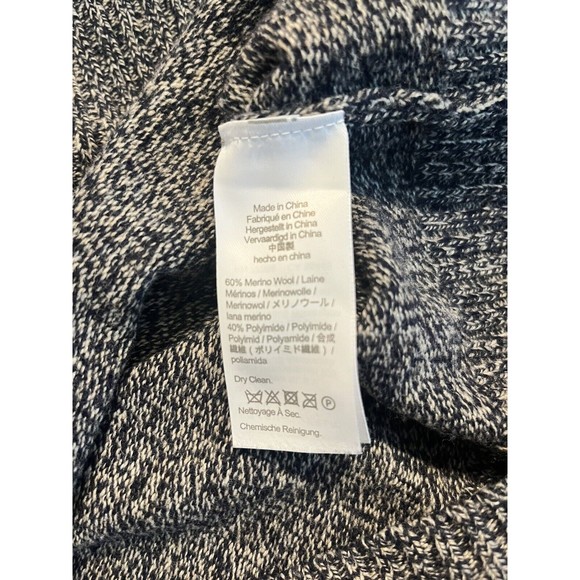 Made in China
Fabriqué en Chine
Hergestellt in China
Vervaardigd in China
中国製
hecho en china
60% Merino Wool / Laine
Mérinos / Merinowolle /
Merinowol / メリノウール /
lana merino
40% Polyimide / Polyimide /
Polyimid / Polyamide / 合成
繊維 ( ポリイミド繊維 ) /
poliamida
Dry Clean.
P
Nettoyage À Sec.
Chemische Reinigung.